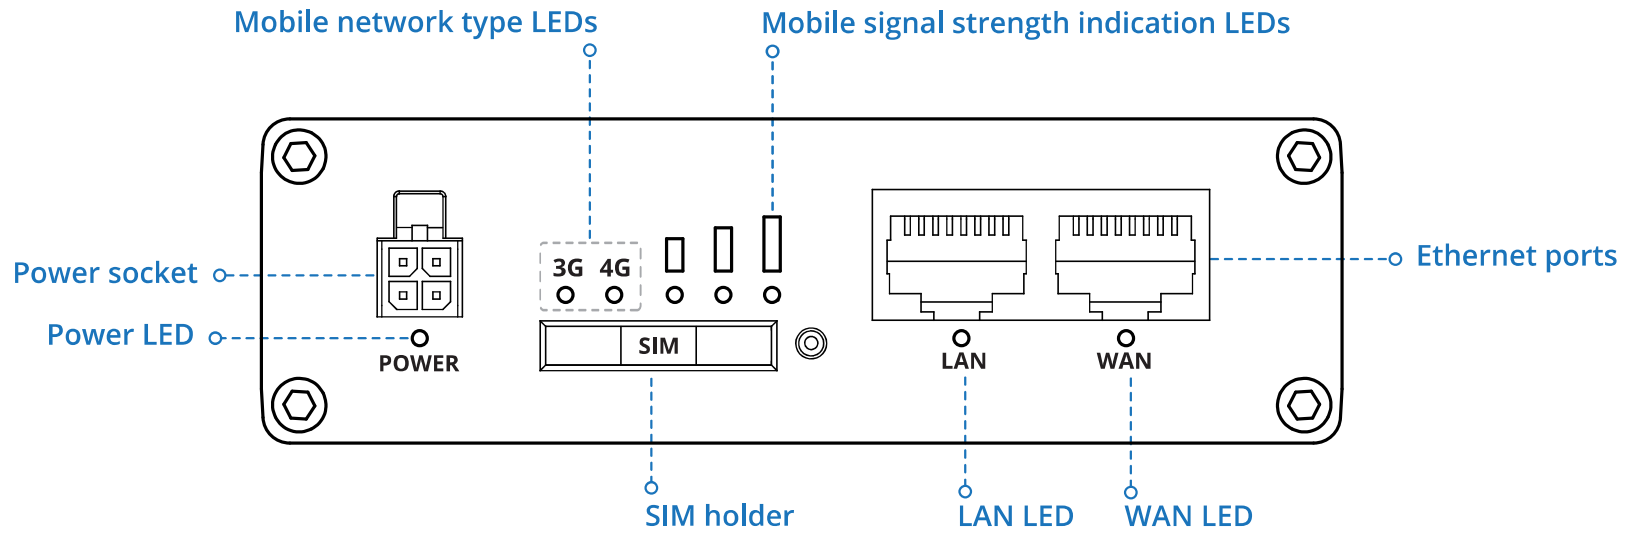 Mobile network type LEDs
Mobile signal strength indication LEDs
3G 4G
Power socket
Ethernet ports
Power LED
POWER
SIM
LAN
WAN
SIM holder
LAN LED
WAN LED